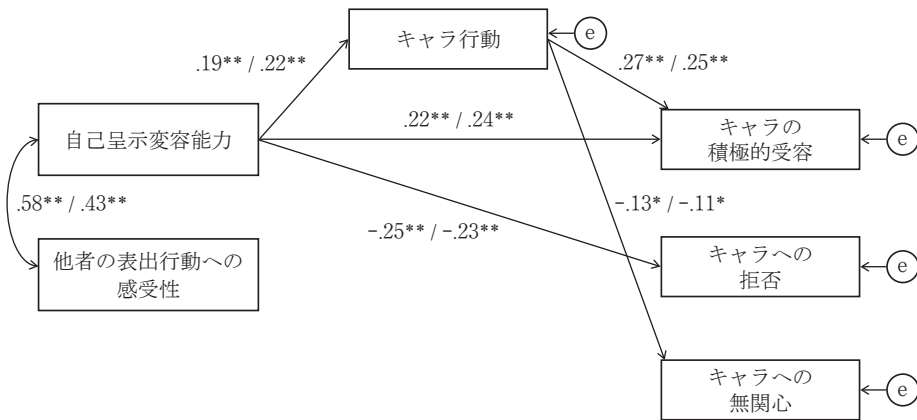 キャラ行動
e
.19** / .22**
.27** / .25**
自己呈示変容能力
.22** / .24**
キャラの
積極的受容
e
.58** / .43**
-.13* / -.11*
-.25** / -.23**
他者の表出行動への
感受性
キャラへの
拒否
e
キャラへの
無関心
e